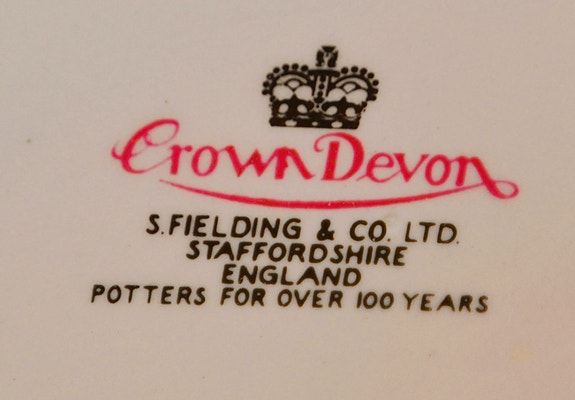 Crown Devon
S. FIELDING & CO. LTD.
STAFFORDSHIRE
ENGLAND
POTTERS FOR OVER 100 YEARS